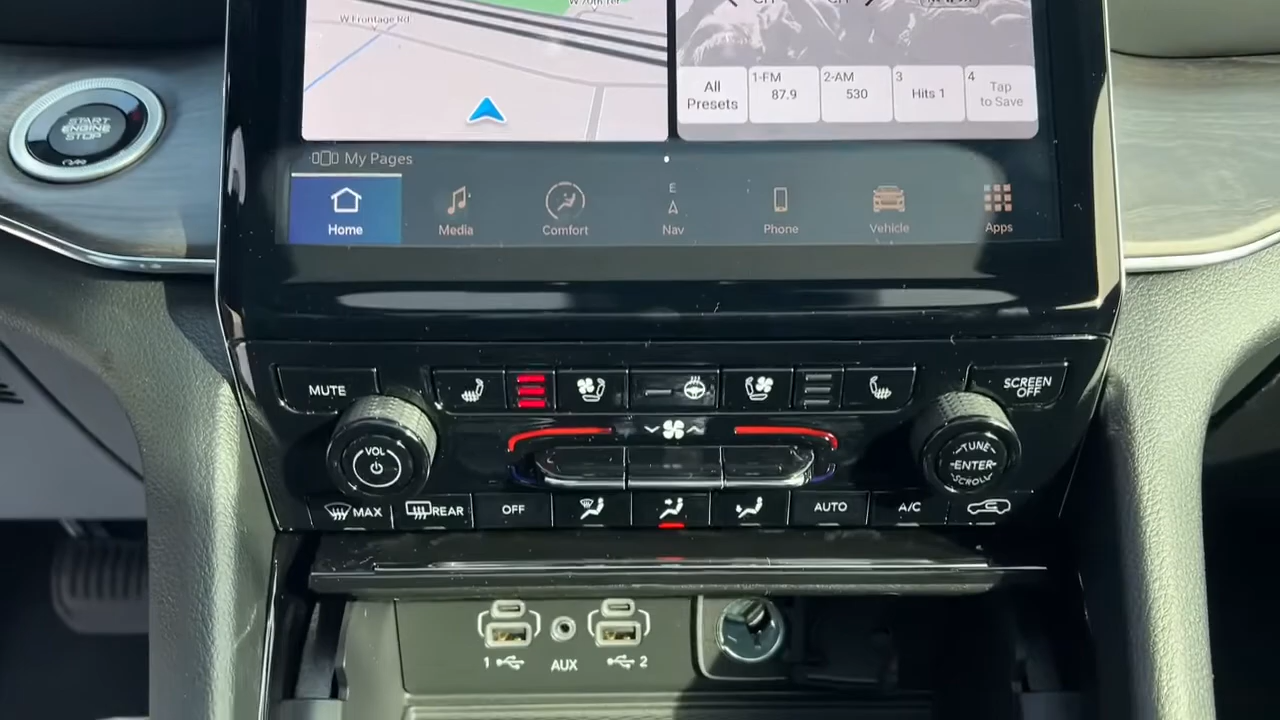 W Frontage Rd
W 70th Ter
START
ENGINE
STOP
All
Presets
1-FM
87.9
2-AM
530
3
Hits 1
4
Tap
to Save
My Pages
Home
Media
Comfort
E
Nav
Phone
Vehicle
Apps
MUTE
SCREEN
OFF
VOL
TUNE
ENTER
SCROLL
MAX
REAR
OFF
AUTO
A/C
1
AUX
2